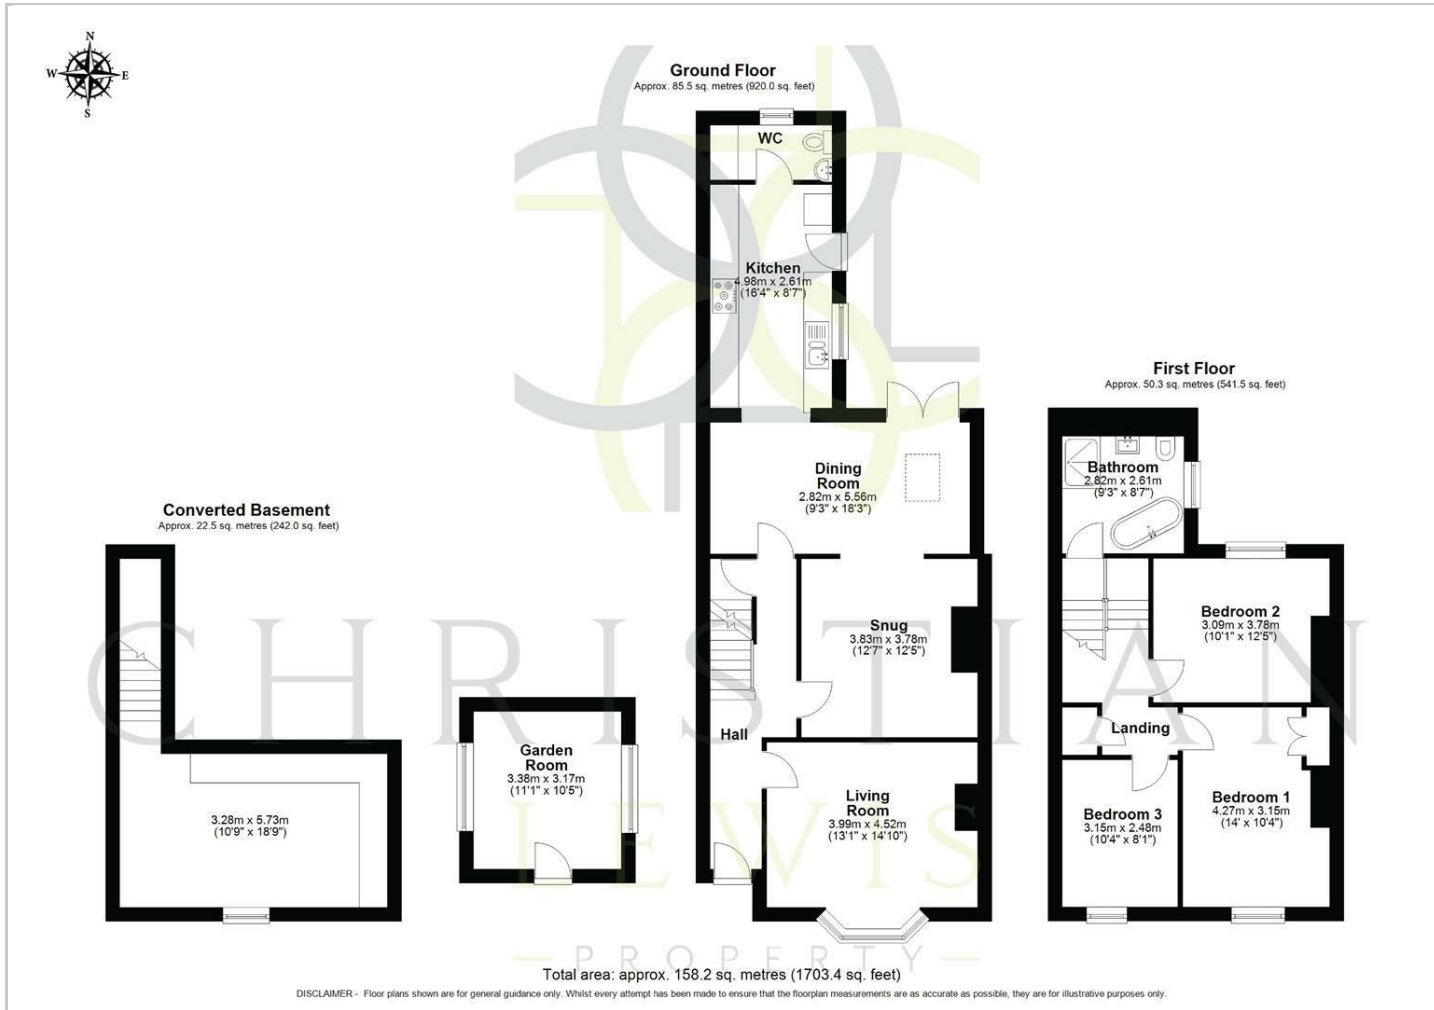 N
W E
S
Ground Floor
Approx. 85.5 sq. metres (920.0 sq. feet)
WC
Kitchen
4.98m x 2.61m
(16'4" x 8'7")
Dining
Room
2.82m x 5.56m
(9'3" x 18'3")
Snug
3.83m x 3.78m
(12'7" x 12'5")
Hall
Living
Room
3.99m x 4.52m
(13'1" x 14'10")
First Floor
Approx. 50.3 sq. metres (541.5 sq. feet)
Bathroom
2.82m x 2.61m
(9'3" x 8'7")
Bedroom 2
3.09m x 3.78m
(10'1" x 12'5")
Landing
Bedroom 1
4.27m x 3.15m
(14' x 10'4")
Bedroom 3
3.15m x 2.48m
(10'4" x 8'1")
Converted Basement
Approx. 22.5 sq. metres (242.0 sq. feet)
3.28m x 5.73m
(10'9" x 18'9")
Garden
Room
3.38m x 3.17m
(11'1" x 10'5")
CHRISTIAN
LEWIS
PROPERTY
Total area: approx. 158.2 sq. metres (1703.4 sq. feet)
DISCLAIMER - Floor plans shown are for general guidance only. Whilst every attempt has been made to ensure that the floorplan measurements are as accurate as possible, they are for illustrative purposes only.